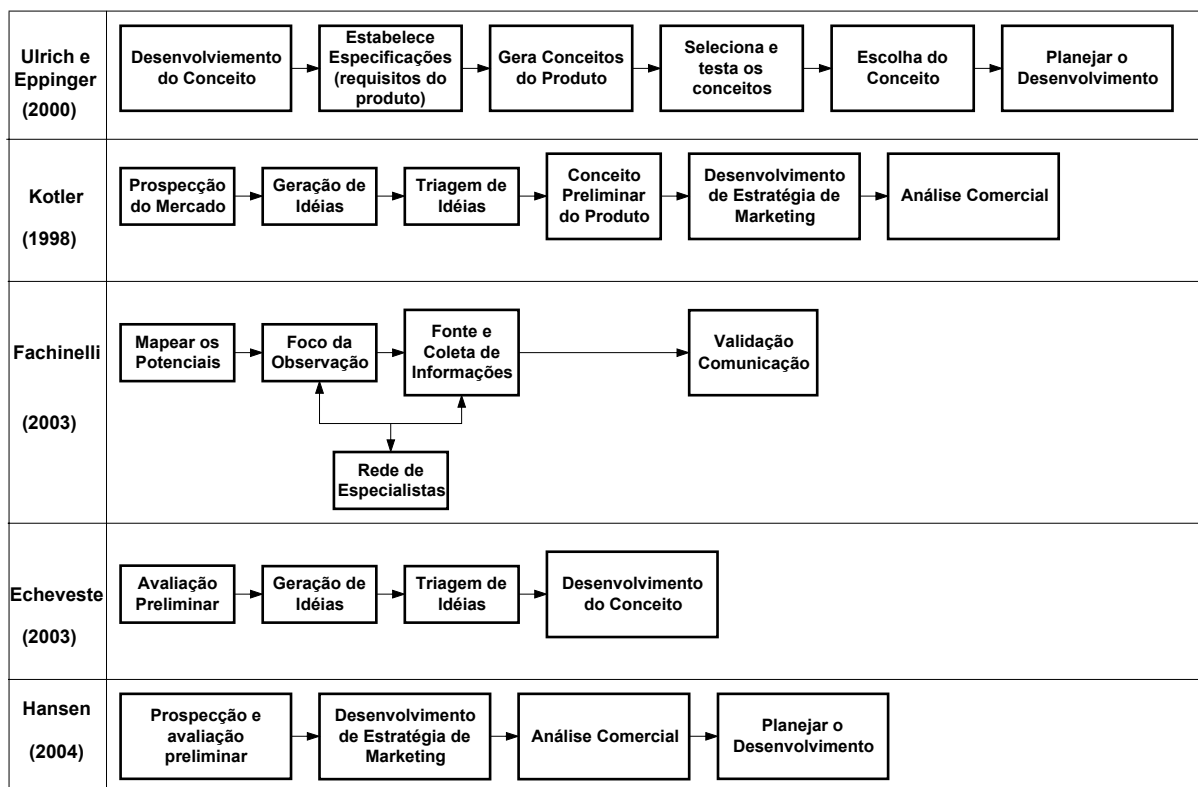 Ulrich e
Eppinger
(2000)
Desenvolviemento
do Conceito
Estabelece
Especificações
(requisitos do
produto)
Gera Conceitos
do Produto
Seleciona e
testa os
conceitos
Escolha do
Conceito
Planejar o
Desenvolvimento
Kotler
(1998)
Prospecção
do Mercado
Geração de
Idéias
Triagem de
Idéias
Conceito
Preliminar
do Produto
Desenvolvimento
de Estratégia de
Marketing
Análise Comercial
Fachinelli
(2003)
Mapear os
Potenciais
Foco da
Observação
Fonte e
Coleta de
Informações
Validação
Comunicação
Rede de
Especialistas
Echeveste
(2003)
Avaliação
Preliminar
Geração de
Idéias
Triagem de
Idéias
Desenvolvimento
do Conceito
Hansen
(2004)
Prospecção e
avaliação
preliminar
Desenvolvimento
de Estratégia de
Marketing
Análise Comercial
Planejar o
Desenvolvimento